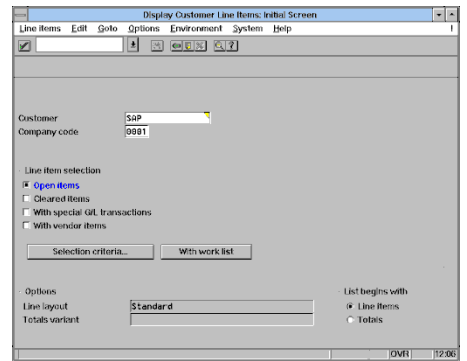 Display Customer Line Items: Initial Screen
Line items Edit Goto Options Environment System Help !
Customer SAP
Company code 0001
Line item selection
Open items
Cleared items
With special G/L transactions
With vendor items
Selection criteria... With work list
Options List begins with
Line layout Standard Line items
Totals variant Totals
OVR 12:06